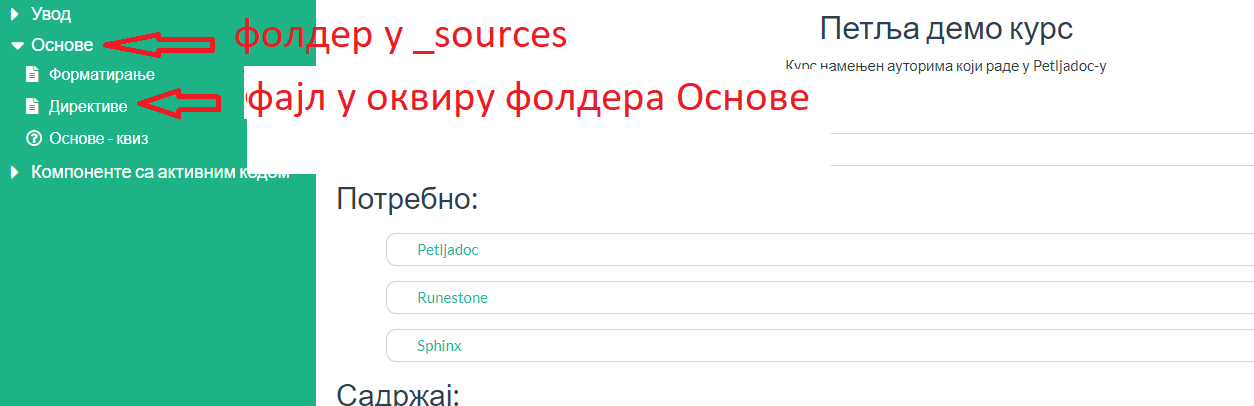 Увод
Основе
фолдер у _sources
Форматирање
Директиве
фајл у оквиру фолдера Основе
Основе - квиз
Компоненте са активним кодом
Петља демо курс
Курс намењен ауторима који раде у Petljadoc-у
Потребно:
Petljadoc
Runestone
Sphinx
Садржај: